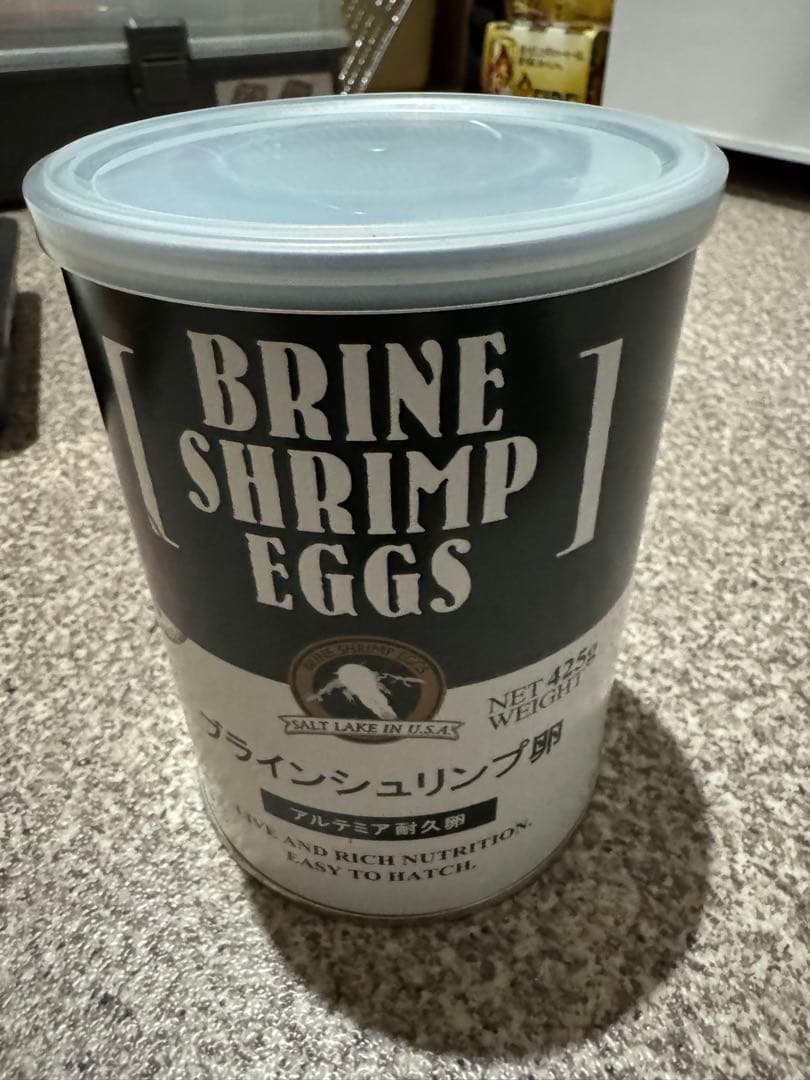 BRINE
SHRIMP
EGGS
BRINE SHRIMP EGGS
SALT LAKE IN U.S.A.
NET 425g
WEIGHT
ブラインシュリンプ卵
アルテミア耐久卵
LIVE AND RICH NUTRITION.
EASY TO HATCH.